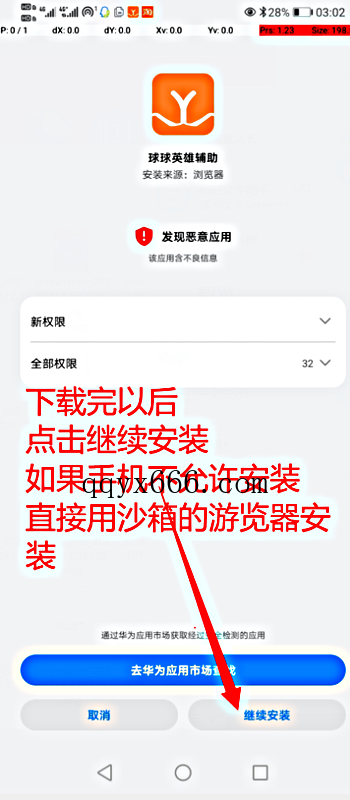 28% 03:02
P: 0 / 1 dX: 0.0 dY: 0.0 Xv: 0.0 Yv: 0.0 Prs: 1.23 Size: 196
球球英雄辅助
安装来源：浏览器
发现恶意应用
该应用含不良信息
新权限
全部权限 32
下载完以后
点击继续安装
如果手机不允许安装
qqyx666.com
直接用沙箱的游览器安
装
通过华为应用市场获取经过安全检测的应用
去华为应用市场查找
取消 继续安装